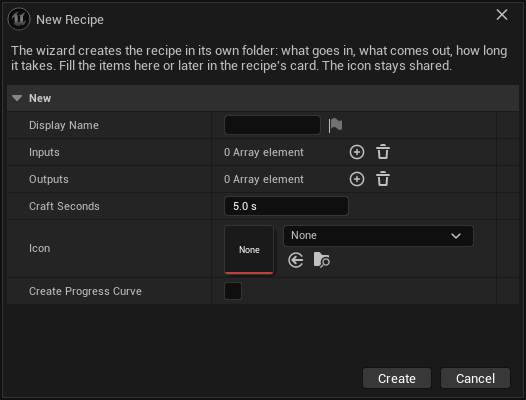 New Recipe
The wizard creates the recipe in its own folder: what goes in, what comes out, how long
it takes. Fill the items here or later in the recipe's card. The icon stays shared.
New
Display Name
Inputs
0 Array element
Outputs
0 Array element
Craft Seconds
5.0 s
Icon
None
None
Create Progress Curve
Create
Cancel